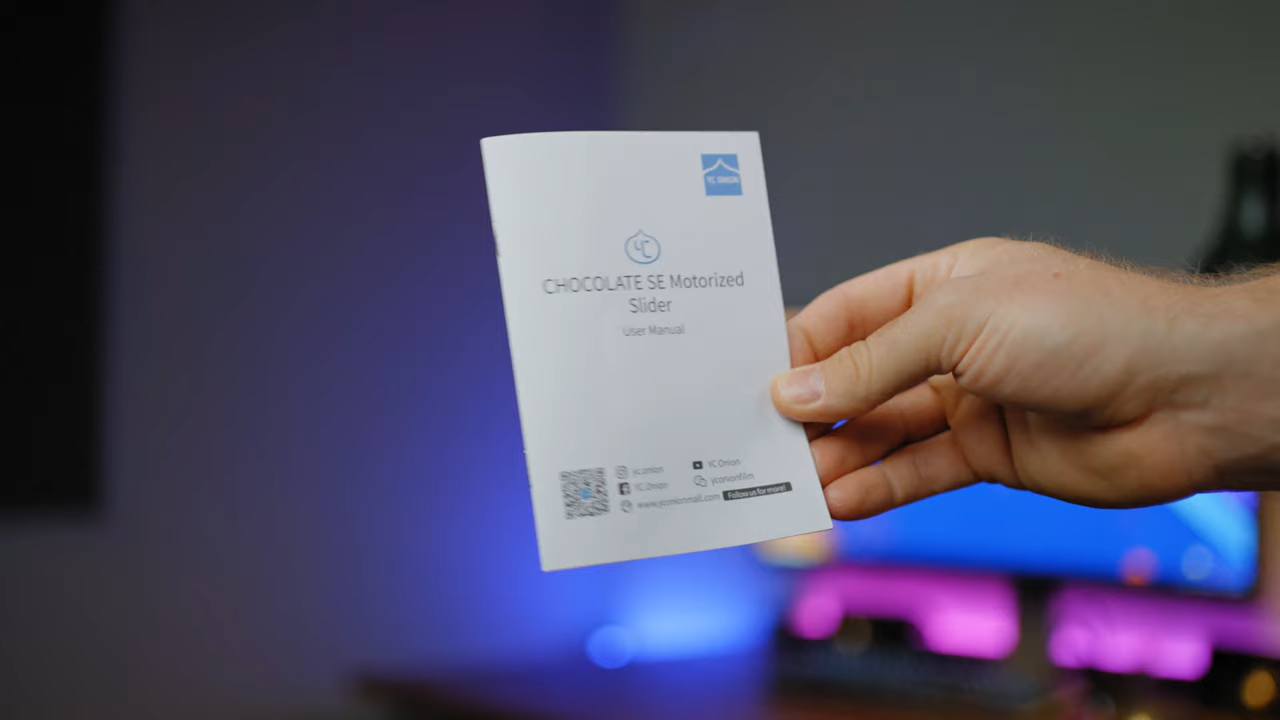 YC ONION
YC
CHOCOLATE SE Motorized
Slider
User Manual
yc.onion
YC.Onion
YC Onion
yconionfilm
www.yconionmall.com
Follow us for more!